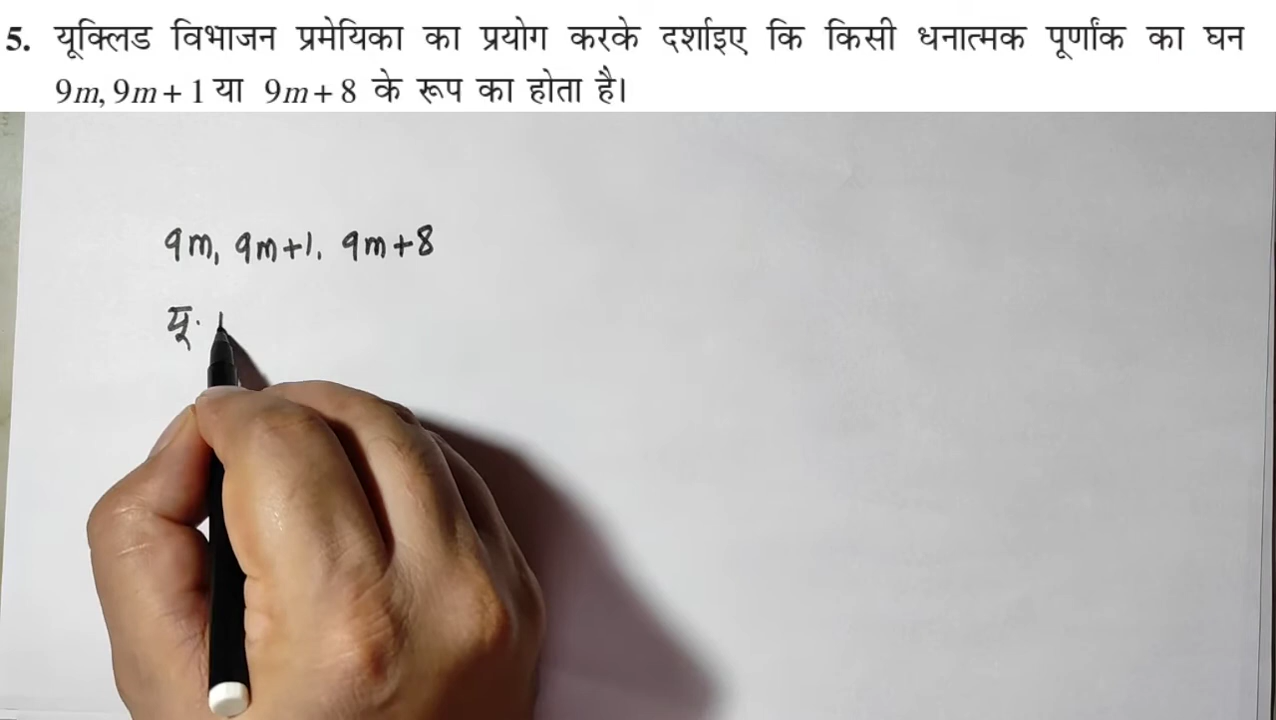 5. यूक्लिड विभाजन प्रमेयिका का प्रयोग करके दर्शाइए कि किसी धनात्मक पूर्णांक का घन
9m, 9m + 1 या 9m + 8 के रूप का होता है।
9m, 9m+1, 9m+8
यू.